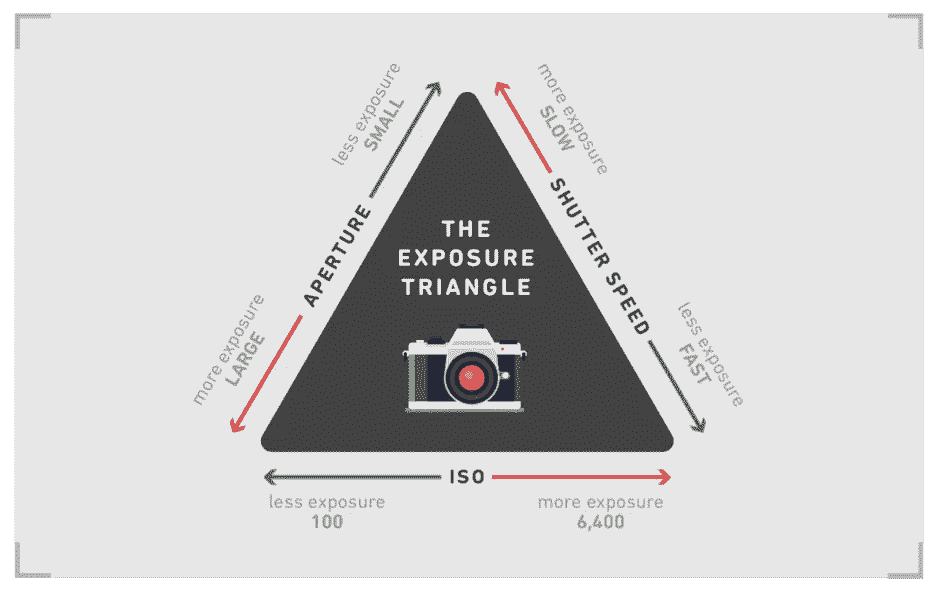 less exposure
SMALL
more exposure
SLOW
APERTURE
SHUTTER SPEED
THE
EXPOSURE
TRIANGLE
more exposure
LARGE
less exposure
FAST
ISO
less exposure
100
more exposure
6,400